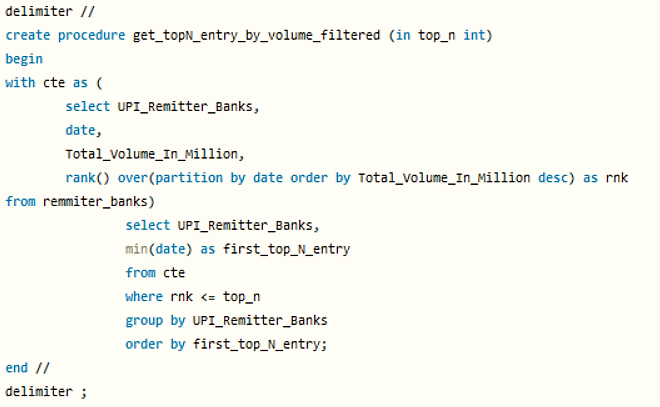 delimiter //
create procedure get_topN_entry_by_volume_filtered (in top_n int)
begin
with cte as (
select UPI_Remitter_Banks,
date,
Total_Volume_In_Million,
rank() over(partition by date order by Total_Volume_In_Million desc) as rnk
from remmiter_banks)
select UPI_Remitter_Banks,
min(date) as first_top_N_entry
from cte
where rnk <= top_n
group by UPI_Remitter_Banks
order by first_top_N_entry;
end //
delimiter ;